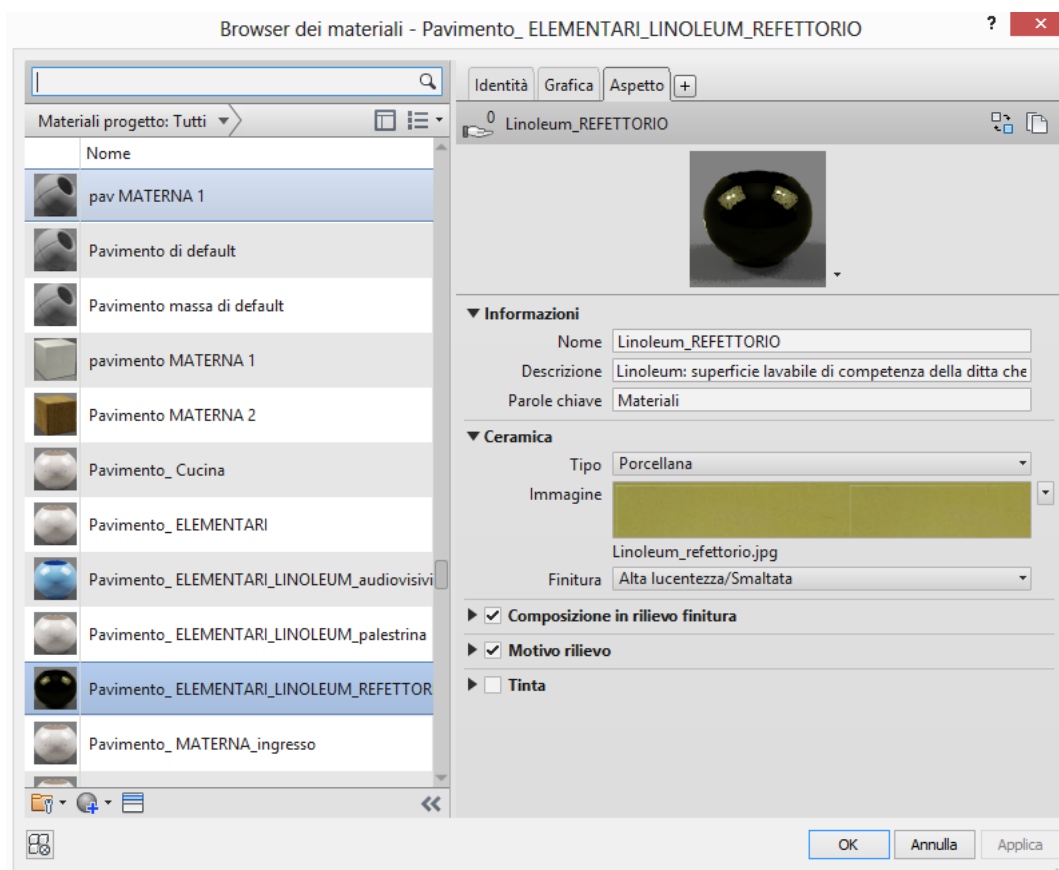 Browser dei materiali - Pavimento_ ELEMENTARI_LINOLEUM_REFETTORIO
?
Materiali progetto: Tutti
Nome
pav MATERNA 1
Pavimento di default
Pavimento massa di default
pavimento MATERNA 1
Pavimento MATERNA 2
Pavimento_ Cucina
Pavimento_ ELEMENTARI
Pavimento_ ELEMENTARI_LINOLEUM_audiovisivi
Pavimento_ ELEMENTARI_LINOLEUM_palestrina
Pavimento_ ELEMENTARI_LINOLEUM_REFETTOR
Pavimento_ MATERNA_ingresso
Identità Grafica Aspetto
0 Linoleum_REFETTORIO
Informazioni
Nome Linoleum_REFETTORIO
Descrizione Linoleum: superficie lavabile di competenza della ditta che
Parole chiave Materiali
Ceramica
Tipo Porcellana
Immagine
Linoleum_refettorio.jpg
Finitura Alta lucentezza/Smaltata
Composizione in rilievo finitura
Motivo rilievo
Tinta
OK Annulla Applica